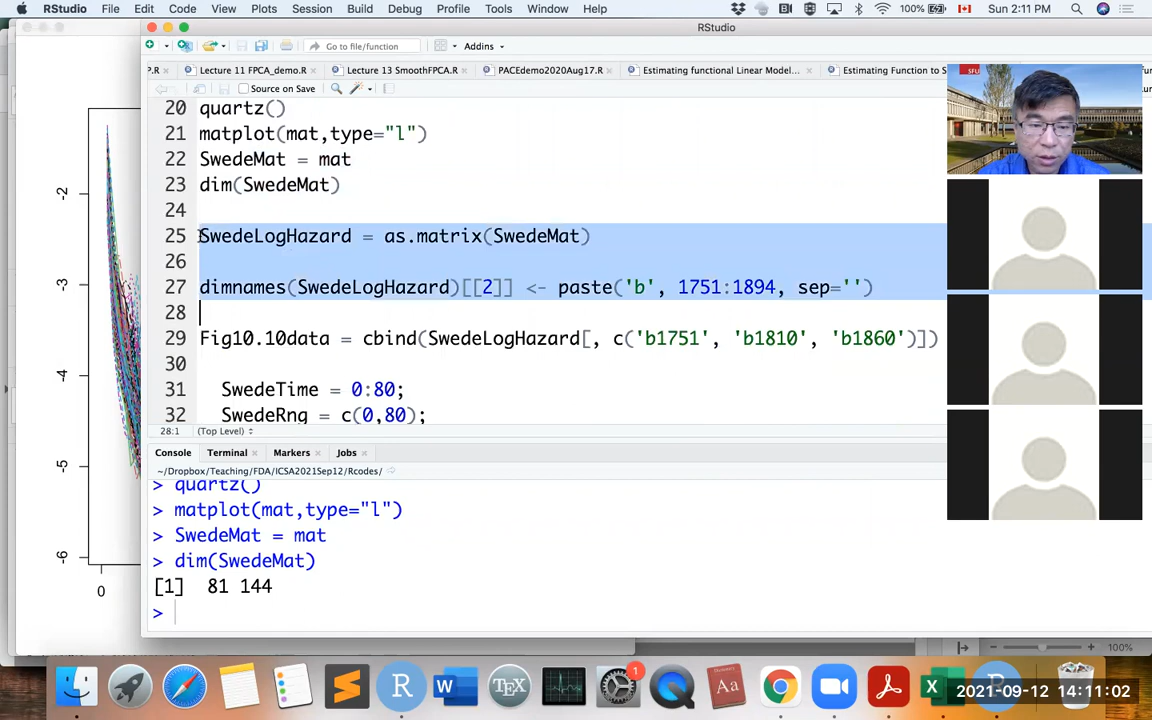 RStudio File Edit Code View Plots Session Build Debug Profile Tools Window Help 100% Sun 2:11 PM
RStudio
Go to file/function Addins
P.R Lecture 11 FPCA_demo.R Lecture 13 SmoothFPCA.R PACEdemo2020Aug17.R Estimating functional Linear Model... Estimating Function to S
SFU
Source on Save
20 quartz()
21 matplot(mat,type="l")
22 SwedeMat = mat
23 dim(SwedeMat)
24
25 SwedeLogHazard = as.matrix(SwedeMat)
26
27 dimnames(SwedeLogHazard)[[2]] <- paste('b', 1751:1894, sep='')
28
29 Fig10.10data = cbind(SwedeLogHazard[, c('b1751', 'b1810', 'b1860')])
30
31 SwedeTime = 0:80;
32 SwedeRng = c(0,80);
28:1 (Top Level)
Console Terminal Markers Jobs
~/Dropbox/Teaching/FDA/ICSA2021Sep12/Rcodes/
> quartz()
> matplot(mat,type="l")
> SwedeMat = mat
> dim(SwedeMat)
[1] 81 144
>
-2
-3
-4
-5
-6
0
100%
1
W
TEX
Aa
X
R
2021-09-12 14:11:02